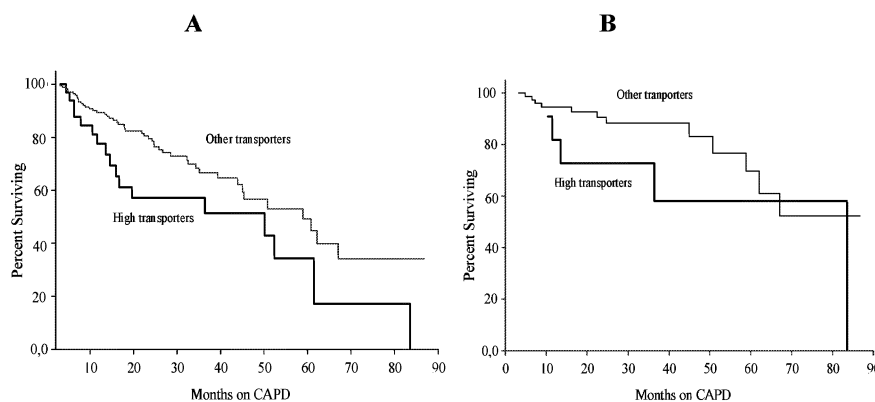 A
B
100
80
60
40
20
0,0
Percent Surviving
Other transporters
High transporters
10 20 30 40 50 60 70 80 90
Months on CAPD
100
80
60
40
20
0,0
Percent Surviving
Other tranporters
High transporters
0 10 20 30 40 50 60 70 80 90
Months on CAPD